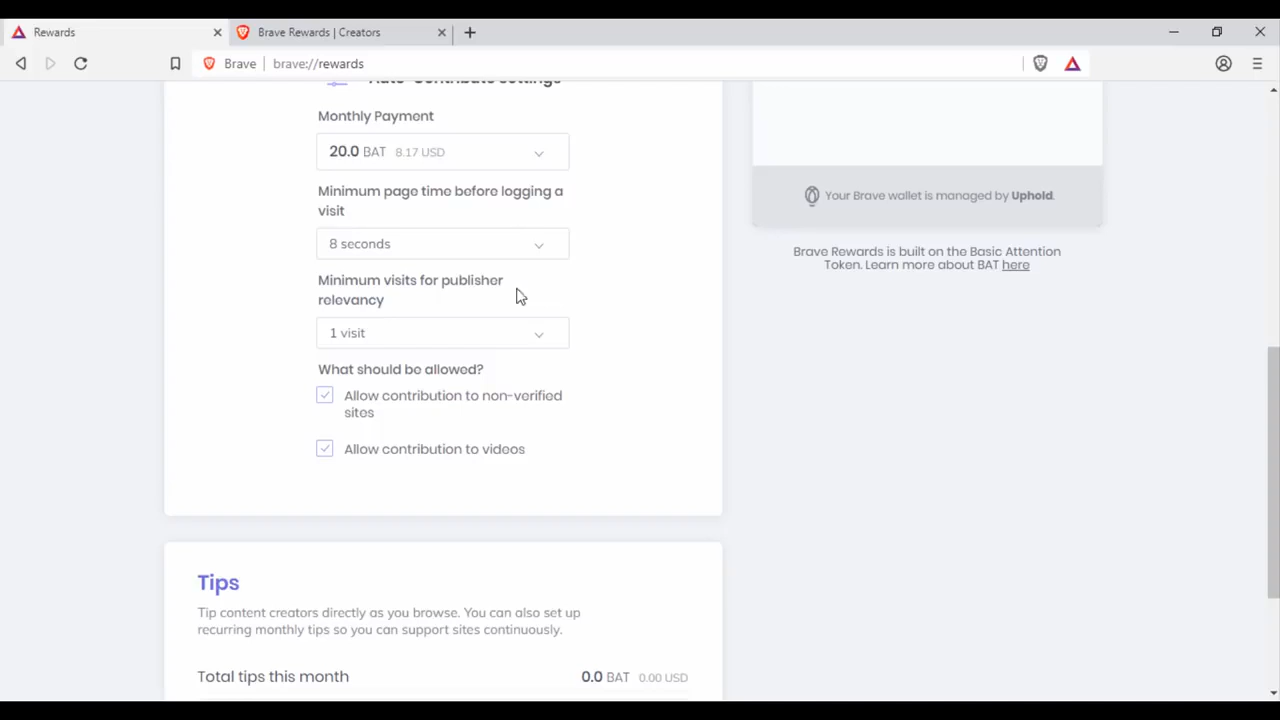 Rewards
Brave Rewards | Creators
Brave
brave://rewards
Auto-Contribute settings
Monthly Payment
20.0 BAT 8.17 USD
Minimum page time before logging a
visit
8 seconds
Minimum visits for publisher
relevancy
1 visit
What should be allowed?
Allow contribution to non-verified
sites
Allow contribution to videos
Your Brave wallet is managed by Uphold.
Brave Rewards is built on the Basic Attention
Token. Learn more about BAT here
Tips
Tip content creators directly as you browse. You can also set up
recurring monthly tips so you can support sites continuously.
Total tips this month
0.0 BAT 0.00 USD